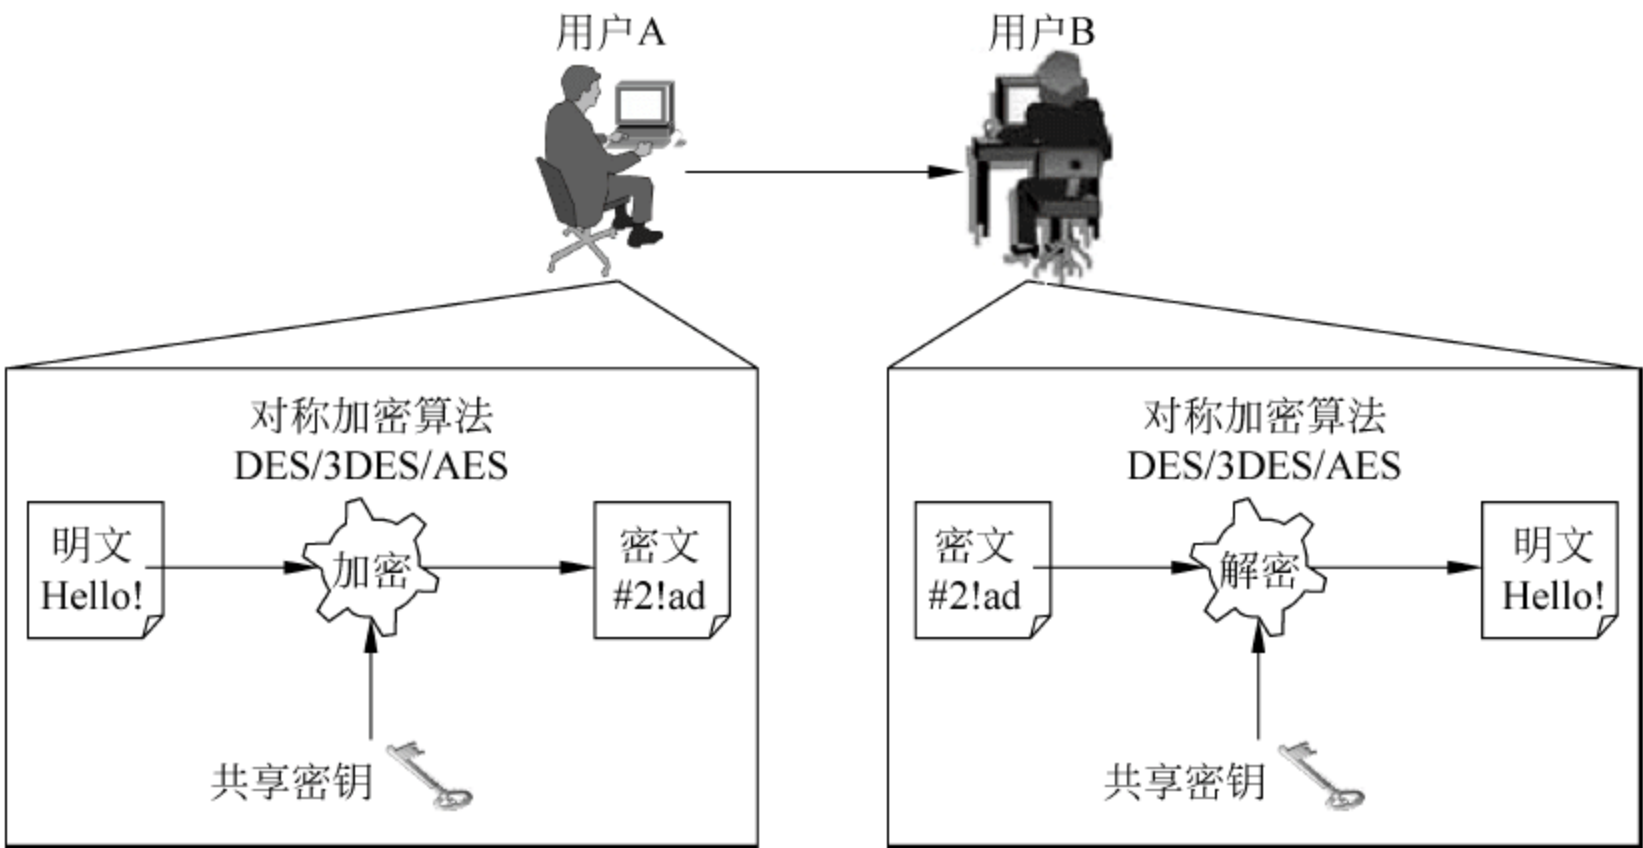 用户A
用户B
对称加密算法
DES/3DES/AES
明文
Hello!
加密
密文
#2!ad
共享密钥
对称加密算法
DES/3DES/AES
密文
#2!ad
解密
明文
Hello!
共享密钥